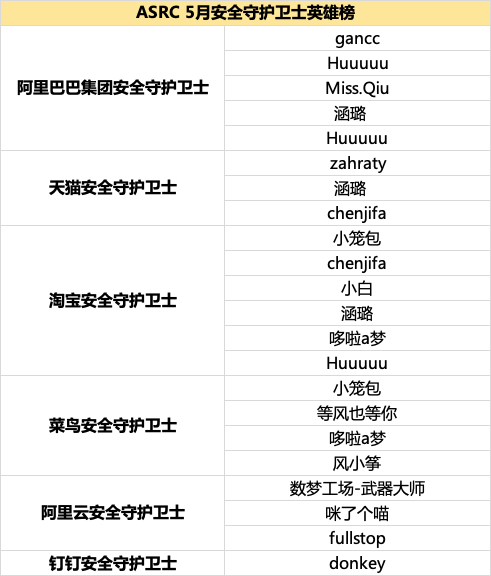 ASRC 5月安全守护卫士英雄榜
阿里巴巴集团安全守护卫士
gancc
Huuuuu
Miss.Qiu
涵璐
Huuuuu
天猫安全守护卫士
zahraty
涵璐
chenjifa
淘宝安全守护卫士
小笼包
chenjifa
小白
涵璐
哆啦a梦
Huuuuu
菜鸟安全守护卫士
小笼包
等风也等你
哆啦a梦
风小筝
阿里云安全守护卫士
数梦工场-武器大师
咪了个喵
fullstop
钉钉安全守护卫士
donkey